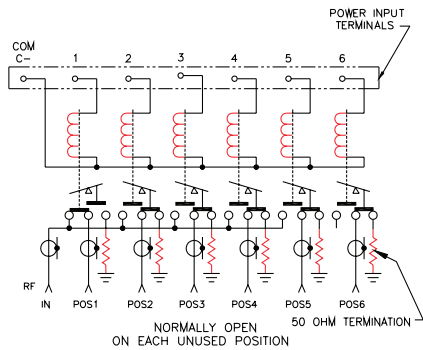 POWER INPUT
TERMINALS
COM
C-
1 2 3 4 5 6
RF
IN POS1 POS2 POS3 POS4 POS5 POS6
50 OHM TERMINATION
NORMALLY OPEN
ON EACH UNUSED POSITION